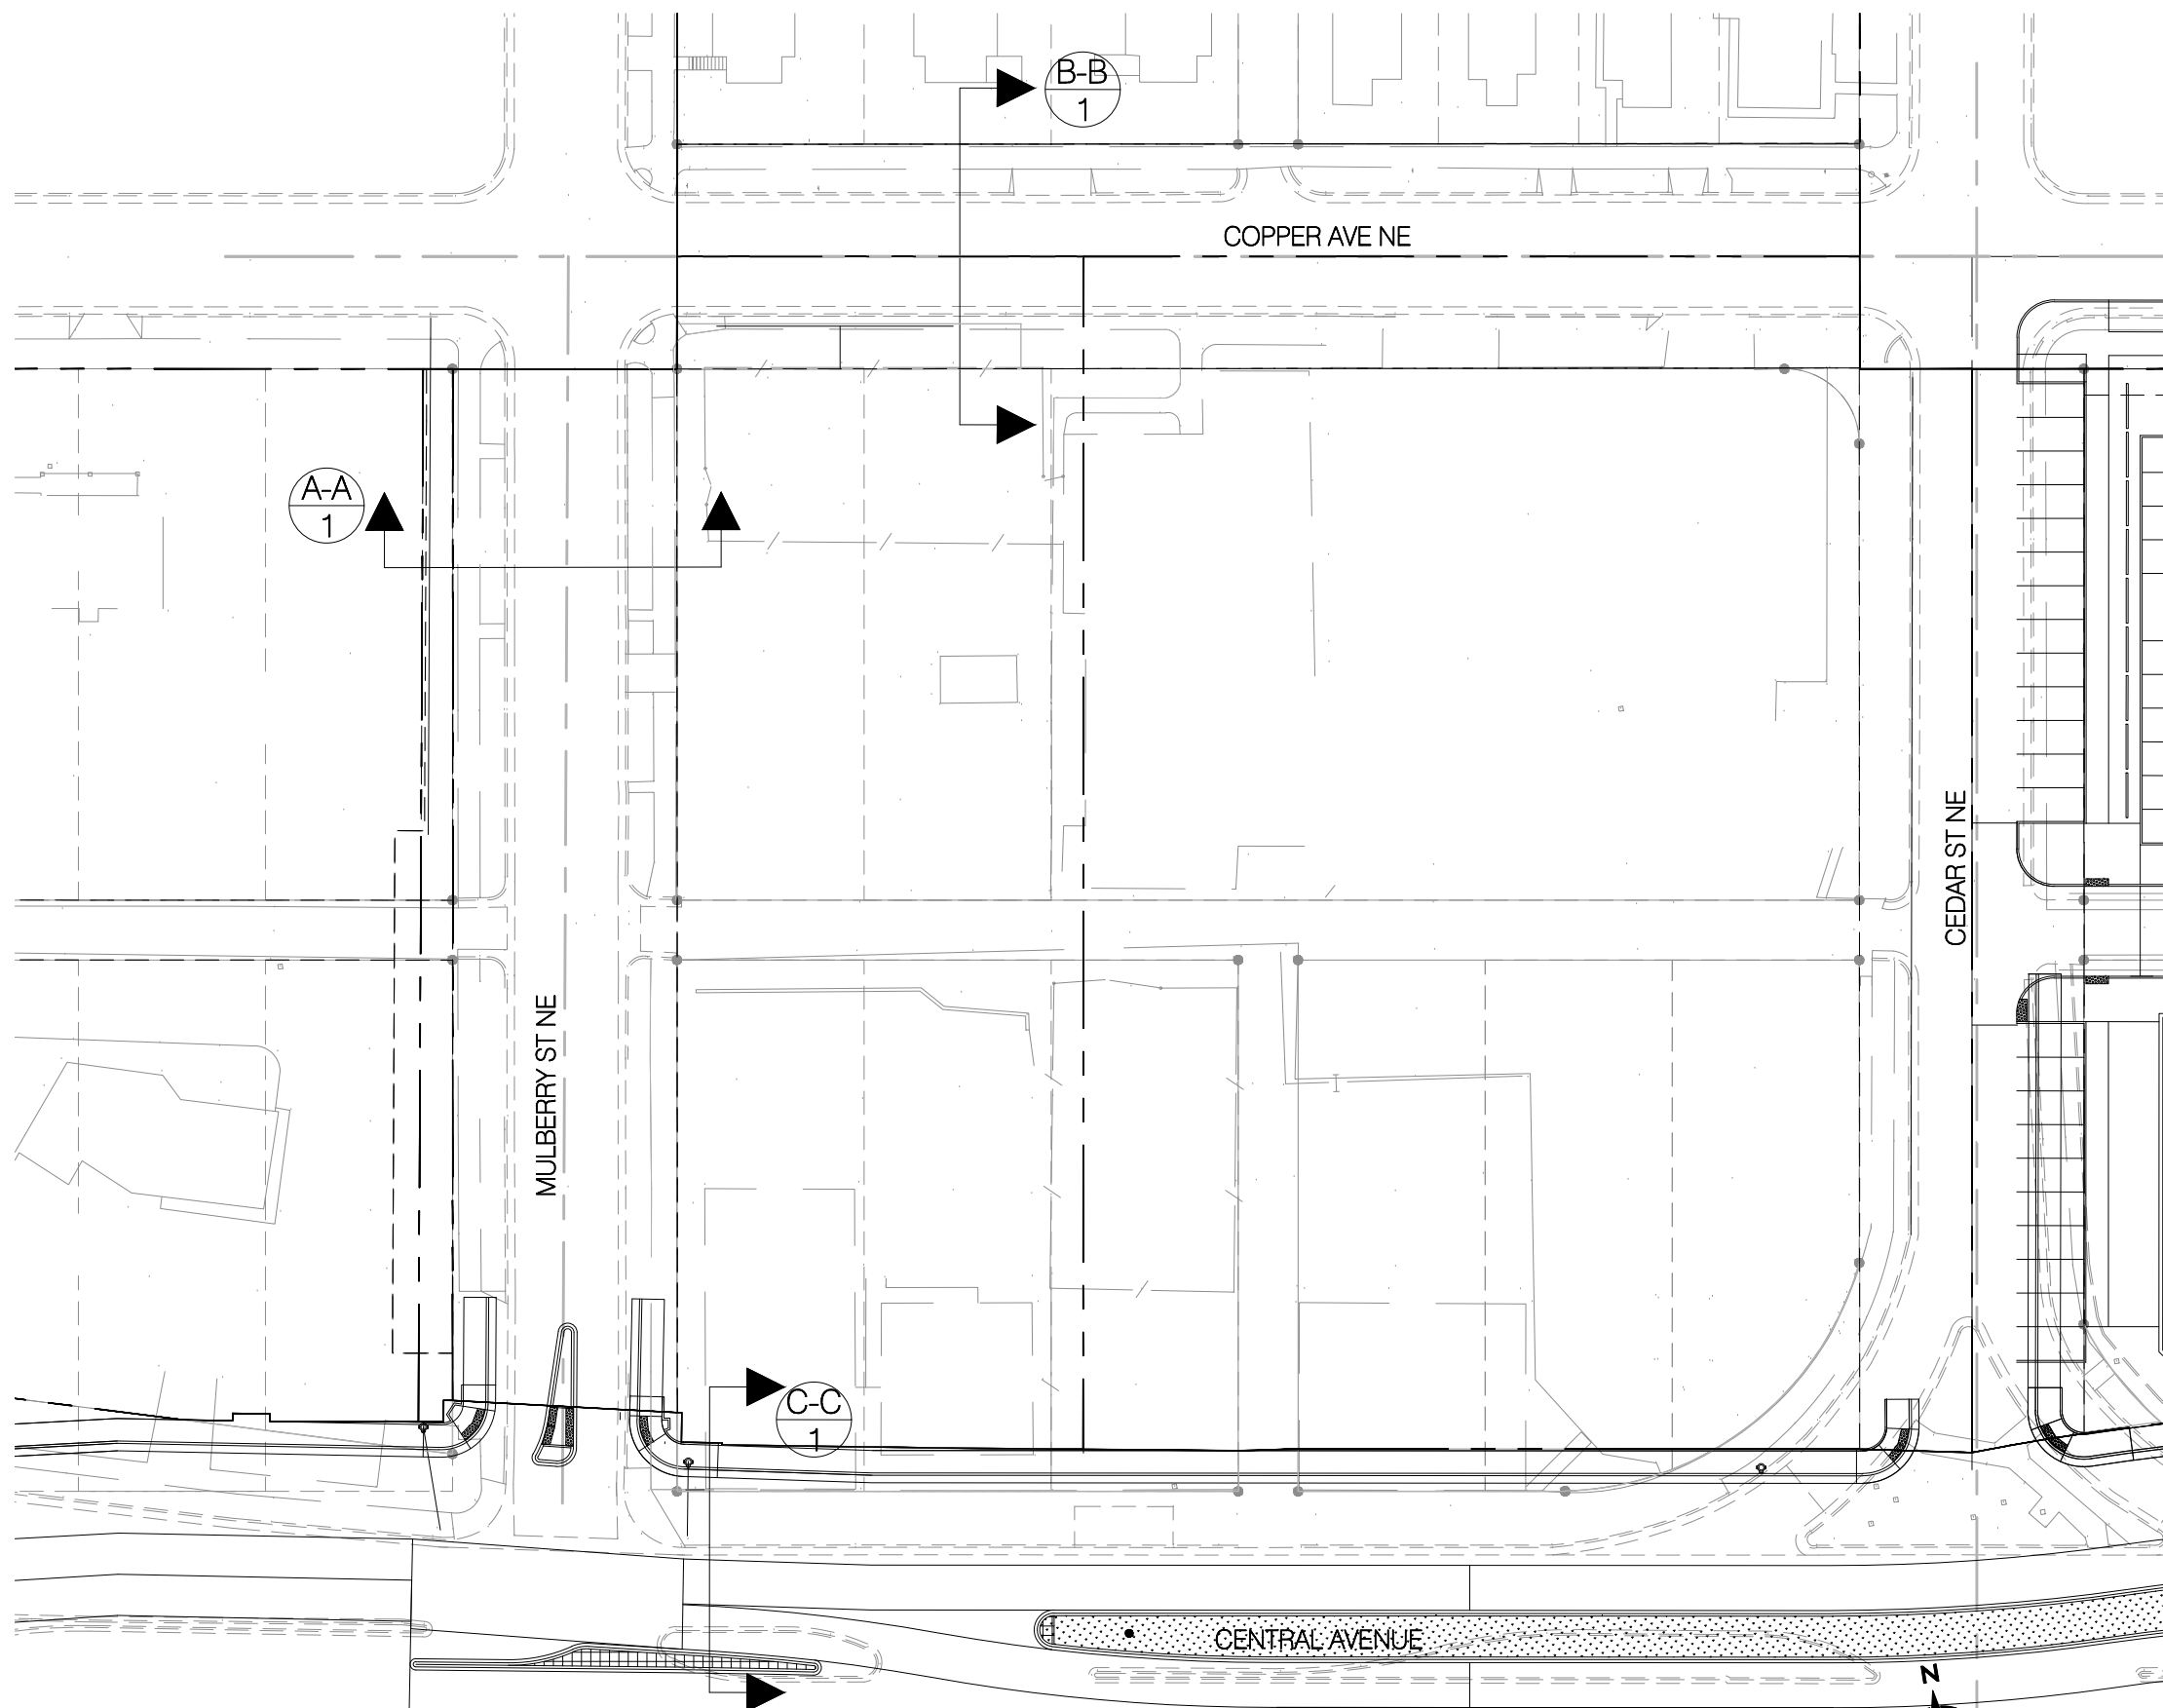 B-B
1
COPPER AVE NE
A-A
1
CEDAR ST NE
MULBERRY ST NE
C-C
1
CENTRAL AVENUE
N